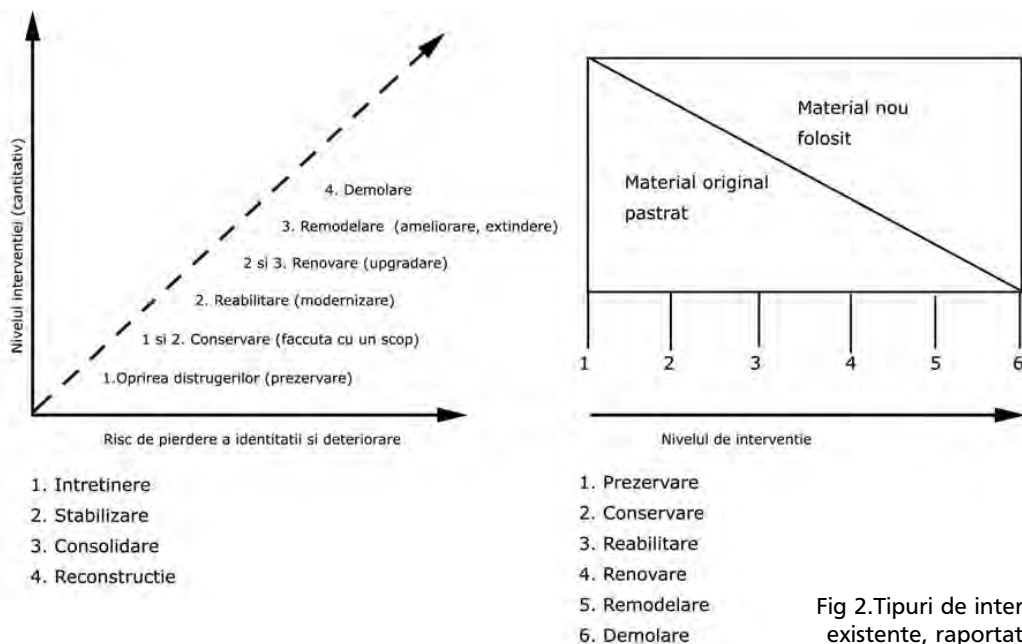 Nivelul interventiei (cantitativ)
4. Demolare
3. Remodelare (ameliorare, extindere)
2 si 3. Renovare (upgradare)
2. Reabilitare (modernizare)
1 si 2. Conservare (faccuta cu un scop)
1.Oprirea distrugerilor (prezervare)
Risc de pierdere a identitatii si deteriorare
1. Intretinere
2. Stabilizare
3. Consolidare
4. Reconstructie
Material nou
folosit
Material original
pastrat
1 2 3 4 5 6
Nivelul de interventie
1. Prezervare
2. Conservare
3. Reabilitare
4. Renovare
5. Remodelare
6. Demolare
Fig 2.Tipuri de inter
existente, raportat